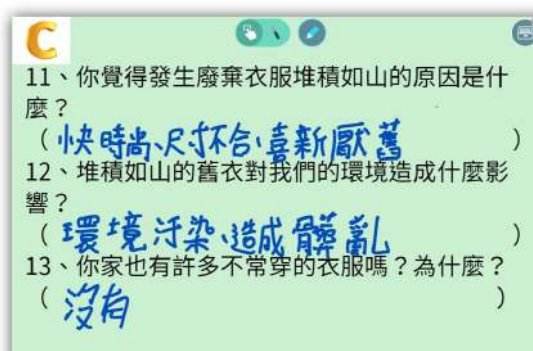 C
11、你覺得發生廢棄衣服堆積如山的原因是什
麼？
（快時尚、尺寸不合、喜新厭舊）
12、堆積如山的舊衣對我們的環境造成什麼影
響？
（環境汙染、造成髒亂）
13、你家也有許多不常穿的衣服嗎？為什麼？
（沒有）